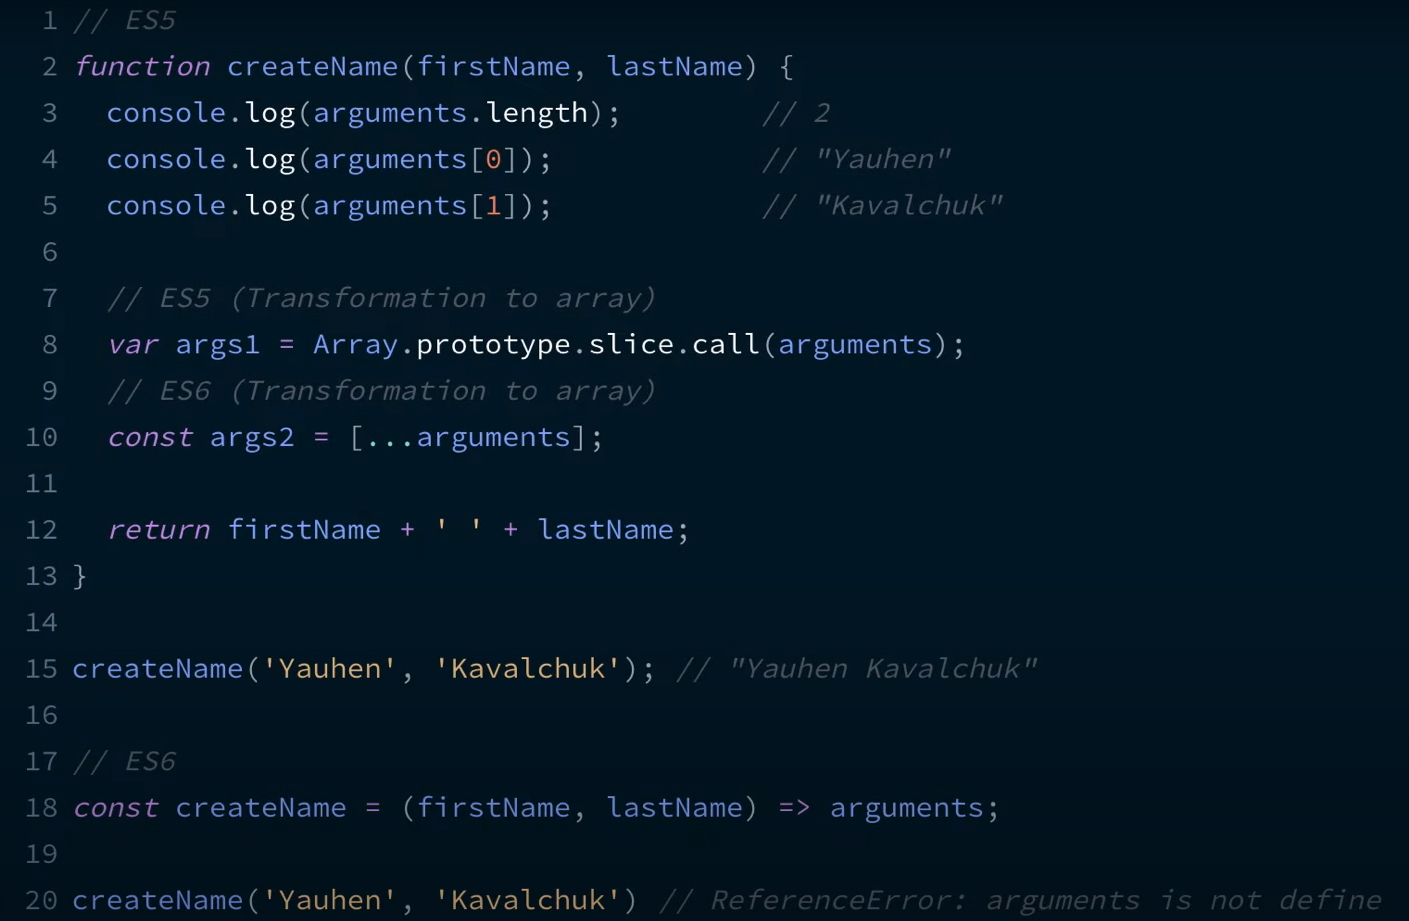 1 // ES5
2 function createName(firstName, lastName) {
3   console.log(arguments.length);        // 2
4   console.log(arguments[0]);            // "Yauhen"
5   console.log(arguments[1]);            // "Kavalchuk"
6
7   // ES5 (Transformation to array)
8   var args1 = Array.prototype.slice.call(arguments);
9   // ES6 (Transformation to array)
10   const args2 = [...arguments];
11
12   return firstName + ' ' + lastName;
13 }
14
15 createName('Yauhen', 'Kavalchuk'); // "Yauhen Kavalchuk"
16
17 // ES6
18 const createName = (firstName, lastName) => arguments;
19
20 createName('Yauhen', 'Kavalchuk') // ReferenceError: arguments is not define